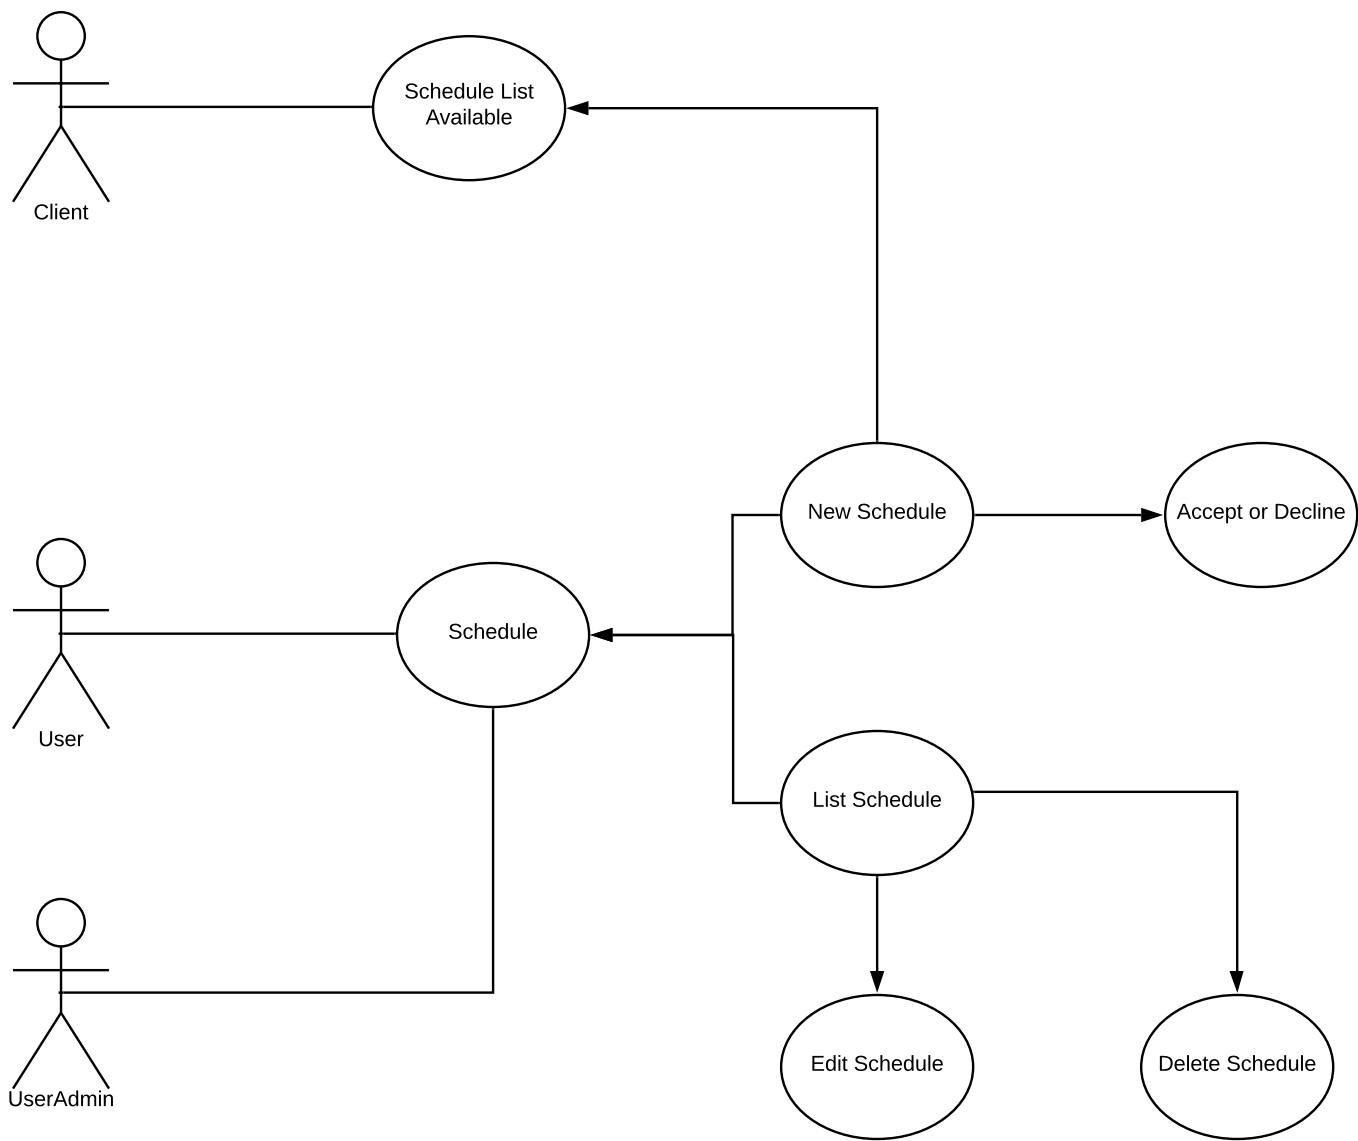 Schedule List
Available
Client
New Schedule
Accept or Decline
Schedule
User
List Schedule
Edit Schedule
Delete Schedule
UserAdmin